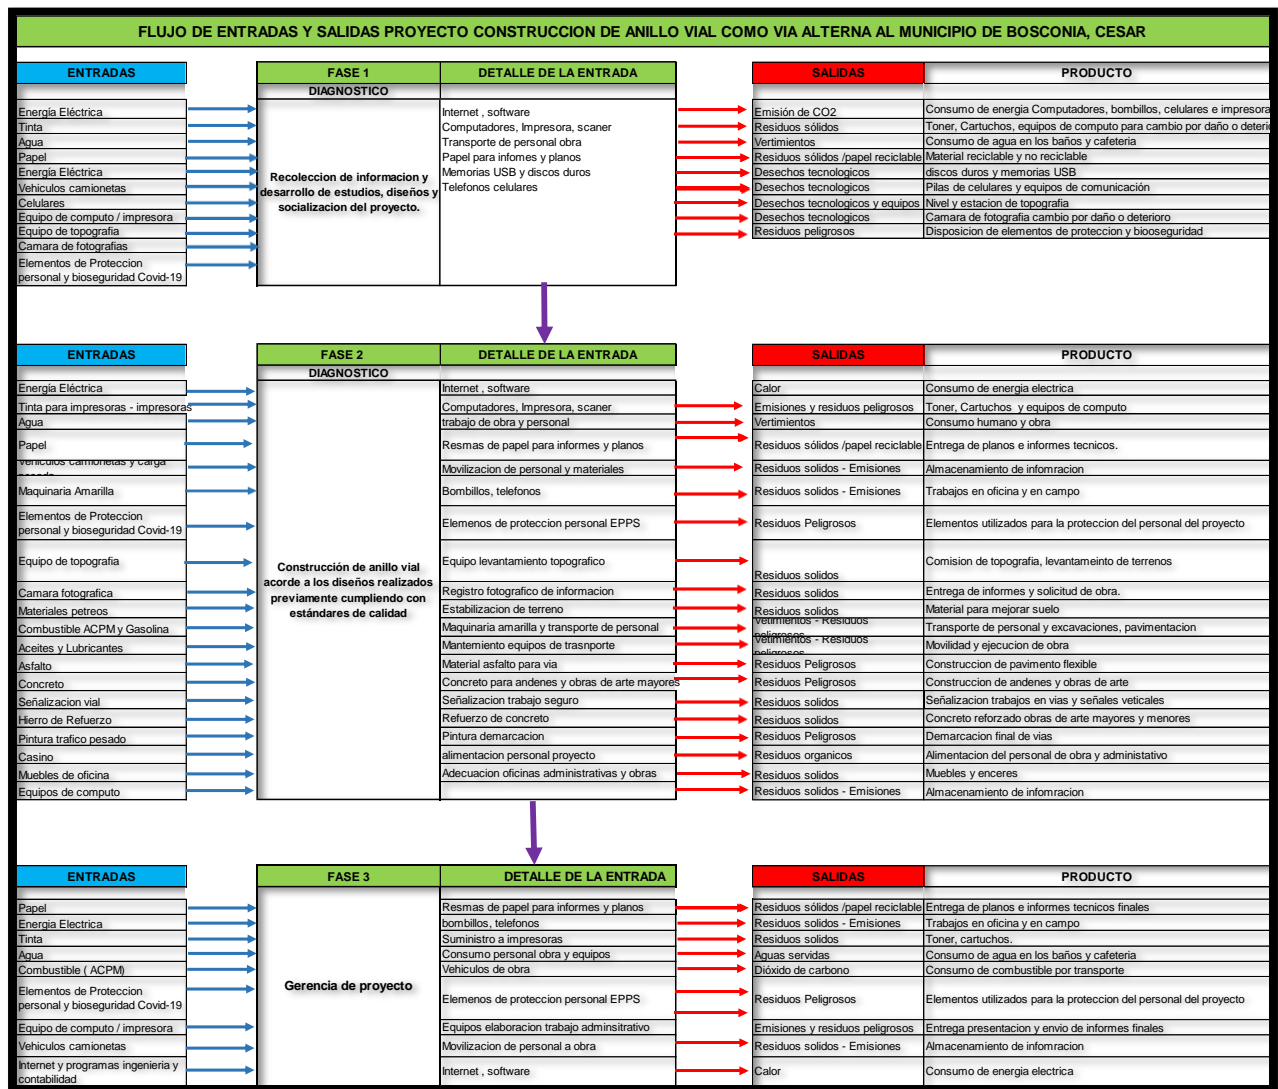 FLUJO DE ENTRADAS Y SALIDAS PROYECTO CONSTRUCCION DE ANILLO VIAL COMO VIA ALTERNA AL MUNICIPIO DE BOSCONIA, CESAR
ENTRADAS
Energía Eléctrica
Tinta
Agua
Papel
Energía Eléctrica
Vehiculos camionetas
Celulares
Equipo de computo / impresora
Equipo de topografia
Camara de fotografias
Elementos de Proteccion
personal y bioseguridad Covid-19
FASE 1
DIAGNOSTICO
Recoleccion de informacion y
desarrollo de estudios, diseños y
socializacion del proyecto.
DETALLE DE LA ENTRADA
Internet , software
Computadores, Impresora, scaner
Transporte de personal obra
Papel para infomes y planos
Memorias USB y discos duros
Telefonos celulares
SALIDAS
PRODUCTO
Emisión de CO2
Consumo de energia Computadores, bombillos, celulares e impresora
Residuos sólidos
Toner, Cartuchos, equipos de computo para cambio por daño o deterio
Vertimientos
Consumo de agua en los baños y cafeteria
Residuos sólidos /papel reciclable
Material reciclable y no reciclable
Desechos tecnologicos
discos duros y memorias USB
Desechos tecnologicos
Pilas de celulares y equipos de comunicación
Desechos tecnologicos y equipos
Nivel y estacion de topografia
Desechos tecnologicos
Camara de fotografia cambio por daño o deterioro
Residuos peligrosos
Disposicion de elementos de proteccion y biooseguridad
ENTRADAS
Energía Eléctrica
Tinta para impresoras - impresoras
Agua
Papel
Vehiculos camionetas y carga
pesada
Maquinaria Amarilla
Elementos de Proteccion
personal y bioseguridad Covid-19
Equipo de topografia
Camara fotografica
Materiales petreos
Combustible ACPM y Gasolina
Aceites y Lubricantes
Asfalto
Concreto
Señalizacion vial
Hierro de Refuerzo
Pintura trafico pesado
Casino
Muebles de oficina
Equipos de computo
FASE 2
DIAGNOSTICO
Construcción de anillo vial
acorde a los diseños realizados
previamente cumpliendo con
estándares de calidad
DETALLE DE LA ENTRADA
Internet , software
Computadores, Impresora, scaner
trabajo de obra y personal
Resmas de papel para informes y planos
Movilizacion de personal y materiales
Bombillos, telefonos
Elemenos de proteccion personal EPPS
Equipo levantamiento topografico
Registro fotografico de informacion
Estabilizacion de terreno
Maquinaria amarilla y transporte de personal
Mantemiento equipos de trasnporte
Material asfalto para via
Concreto para andenes y obras de arte mayores
Señalizacion trabajo seguro
Refuerzo de concreto
Pintura demarcacion
alimentacion personal proyecto
Adecuacion oficinas administrativas y obras
SALIDAS
PRODUCTO
Calor
Consumo de energia electrica
Emisiones y residuos peligrosos
Toner, Cartuchos y equipos de computo
Vertimientos
Consumo humano y obra
Residuos sólidos /papel reciclable
Entrega de planos e informes tecnicos.
Residuos solidos - Emisiones
Almacenamiento de infomracion
Residuos solidos - Emisiones
Trabajos en oficina y en campo
Residuos Peligrosos
Elementos utilizados para la proteccion del personal del proyecto
Residuos solidos
Comision de topografia, levantameinto de terrenos
Residuos solidos
Entrega de informes y solicitud de obra.
Residuos solidos
Material para mejorar suelo
Vetimientos - Residuos
peligrosos
Transporte de personal y excavaciones, pavimentacion
Vetimientos - Residuos
peligrosos
Movilidad y ejecucion de obra
Residuos Peligrosos
Construccion de pavimento flexible
Residuos Peligrosos
Construccion de andenes y obras de arte
Residuos solidos
Señalizacion trabajos en vias y señales veticales
Residuos solidos
Concreto reforzado obras de arte mayores y menores
Residuos Peligrosos
Demarcacion final de vias
Residuos organicos
Alimentacion del personal de obra y administativo
Residuos solidos
Muebles y enceres
Residuos solidos - Emisiones
Almacenamiento de infomracion
ENTRADAS
Papel
Energia Electrica
Tinta
Agua
Combustible ( ACPM)
Elementos de Proteccion
personal y bioseguridad Covid-19
Equipo de computo / impresora
Vehiculos camionetas
Internet y programas ingenieria y
contabilidad
FASE 3
Gerencia de proyecto
DETALLE DE LA ENTRADA
Resmas de papel para informes y planos
bombillos, telefonos
Suministro a impresoras
Consumo personal obra y equipos
Vehiculos de obra
Elemenos de proteccion personal EPPS
Equipos elaboracion trabajo adminsitrativo
Movilizacion de personal a obra
Internet , software
SALIDAS
PRODUCTO
Residuos sólidos /papel reciclable
Entrega de planos e informes tecnicos finales
Residuos solidos - Emisiones
Trabajos en oficina y en campo
Residuos solidos
Toner, cartuchos.
Aguas servidas
Consumo de agua en los baños y cafeteria
Dióxido de carbono
Consumo de combustible por transporte
Residuos Peligrosos
Elementos utilizados para la proteccion del personal del proyecto
Emisiones y residuos peligrosos
Entrega presentacion y envio de informes finales
Residuos solidos - Emisiones
Almacenamiento de infomracion
Calor
Consumo de energia electrica